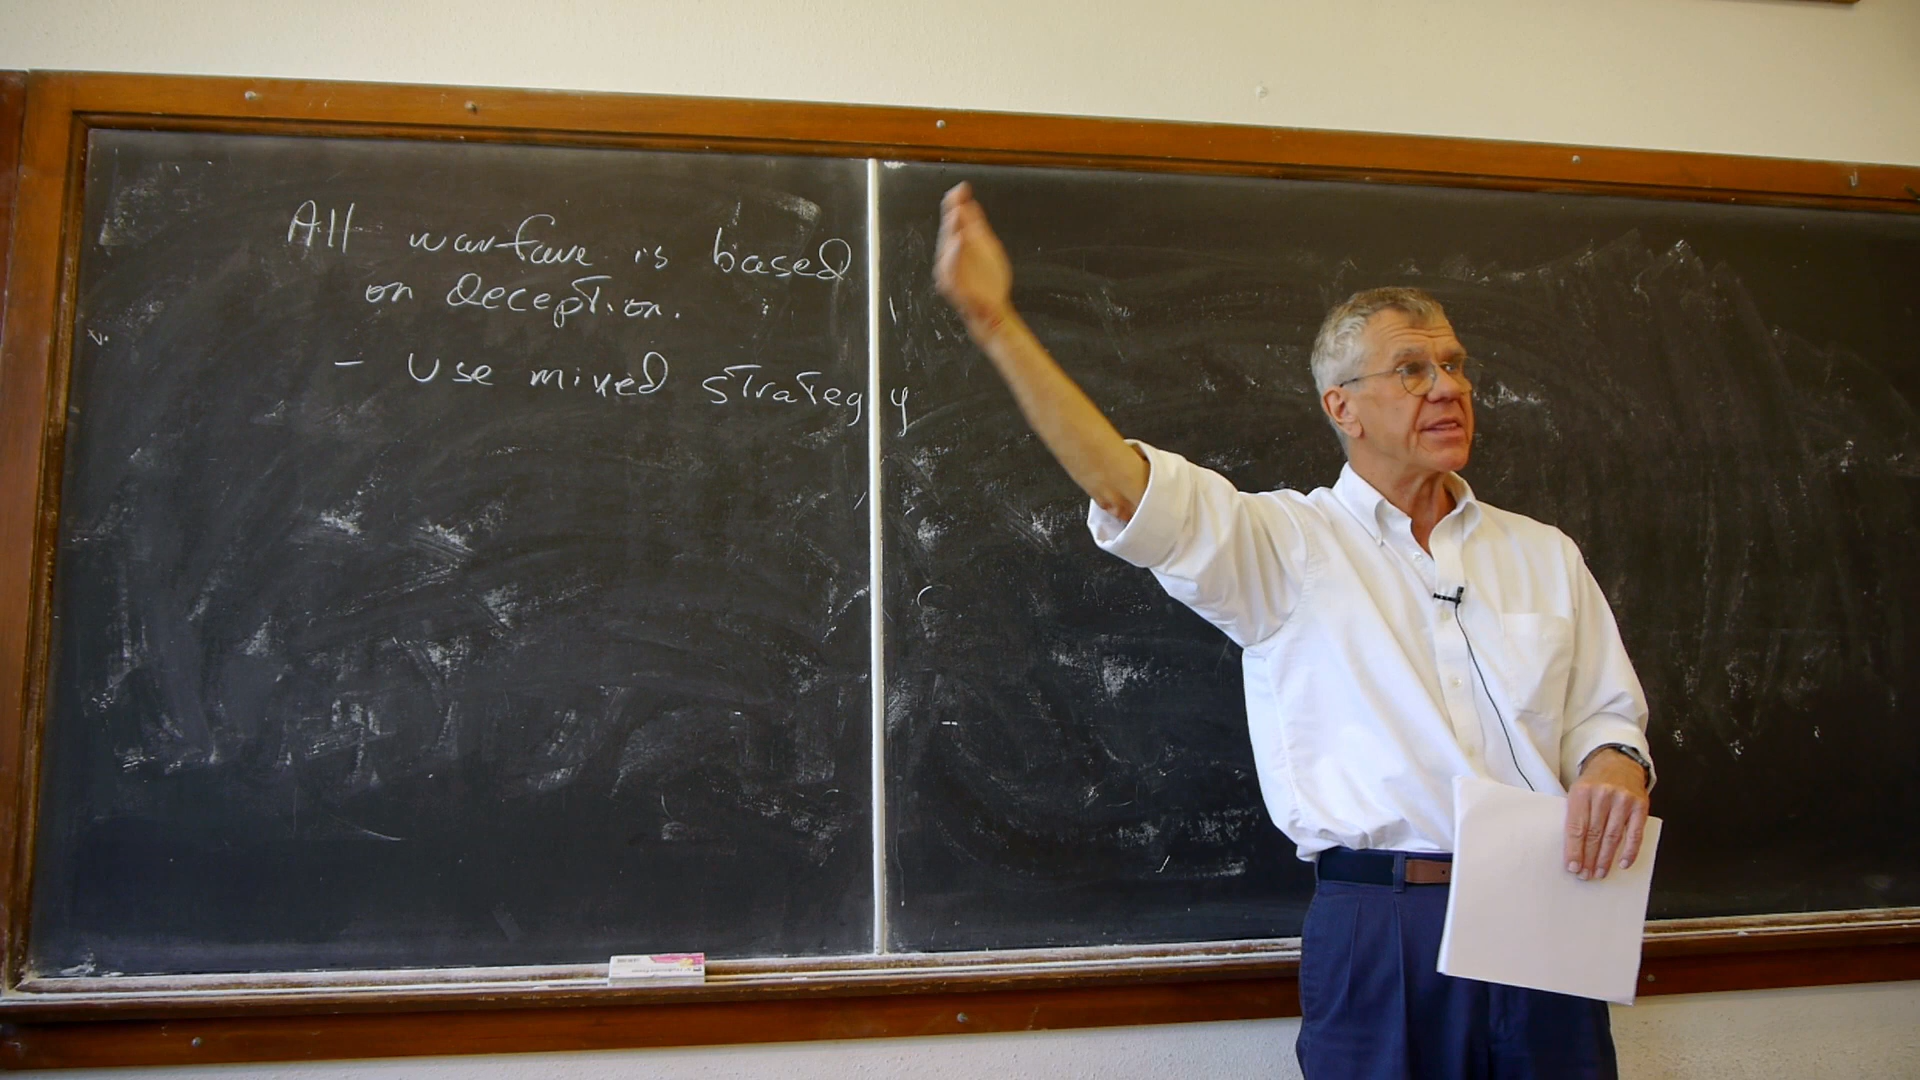 All warfare is based
on deception.
- Use mixed strategy